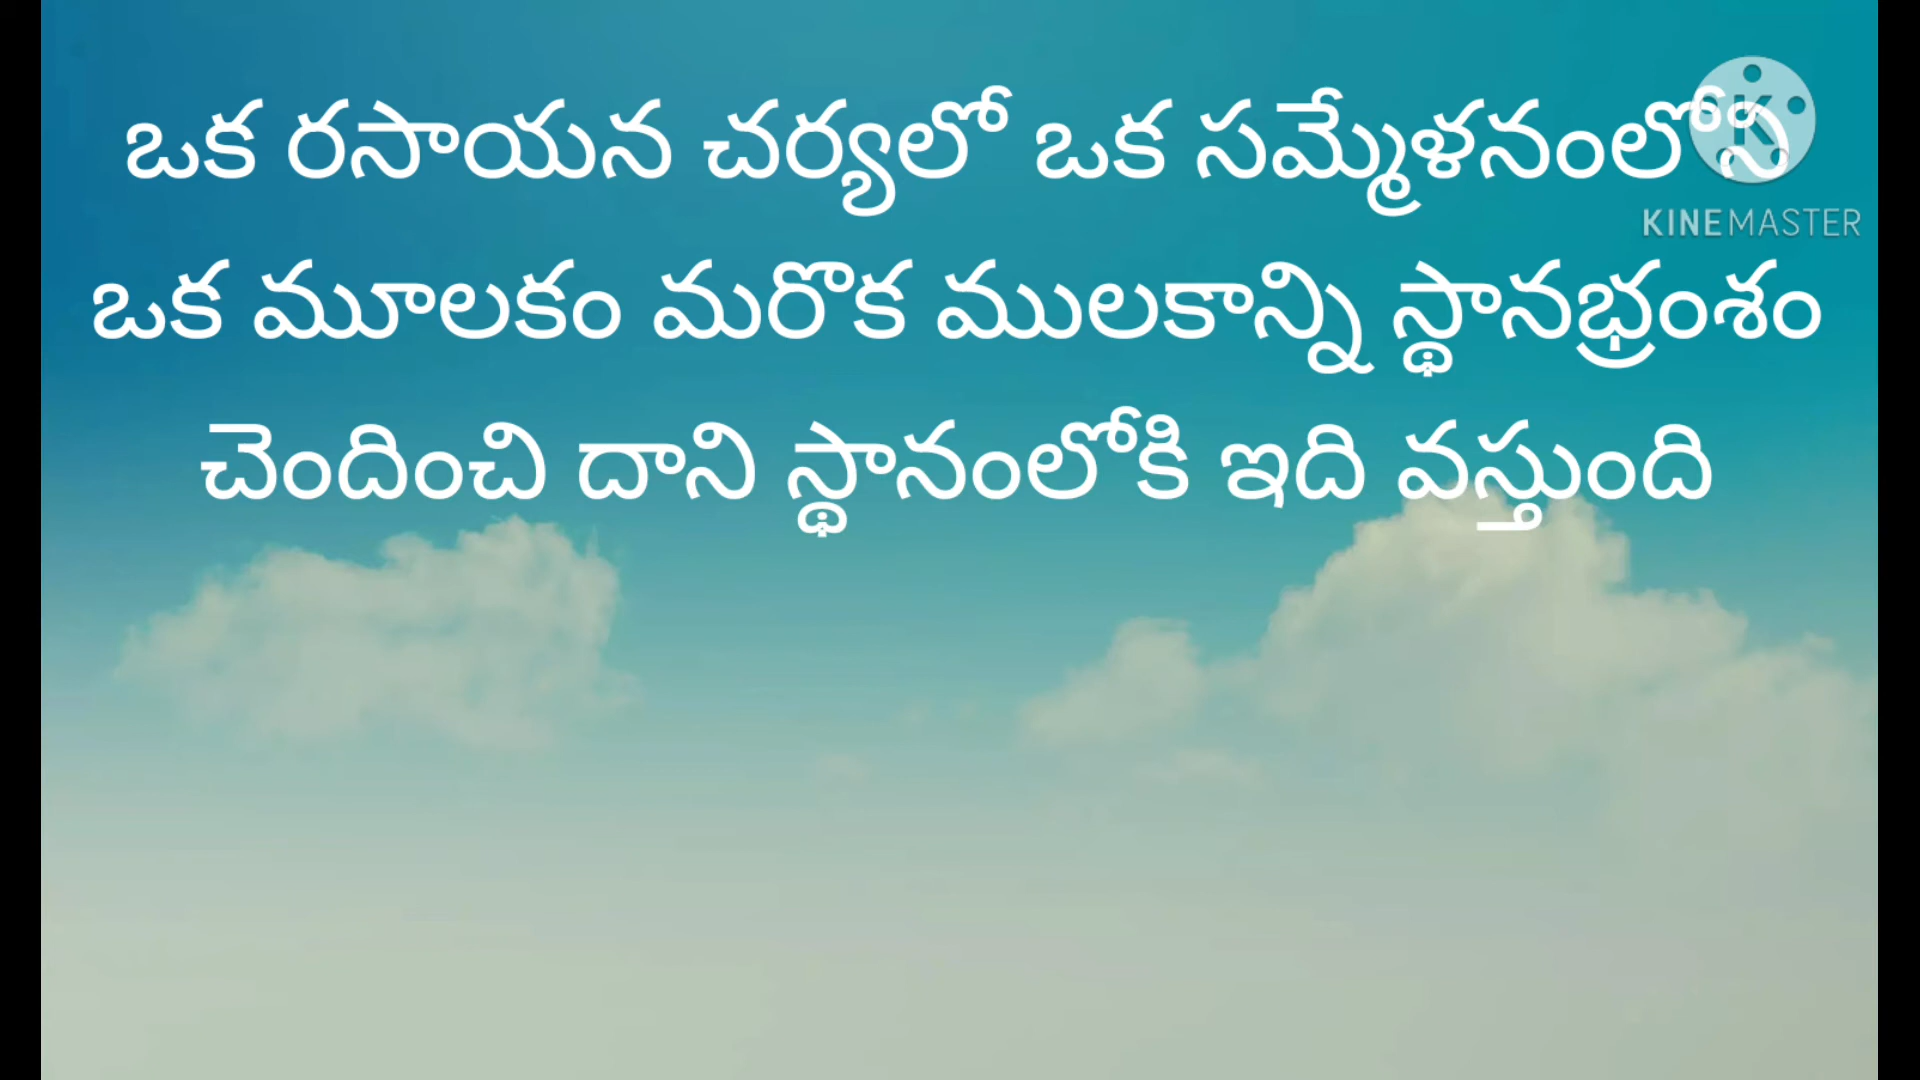 ఒక రసాయన చర్యలో ఒక సమ్మేళనంలోని
KINEMASTER
ఒక మూలకం మరొక ములకాన్ని స్థానభ్రంశం
చెందించి దాని స్థానంలోకి ఇది వస్తుంది